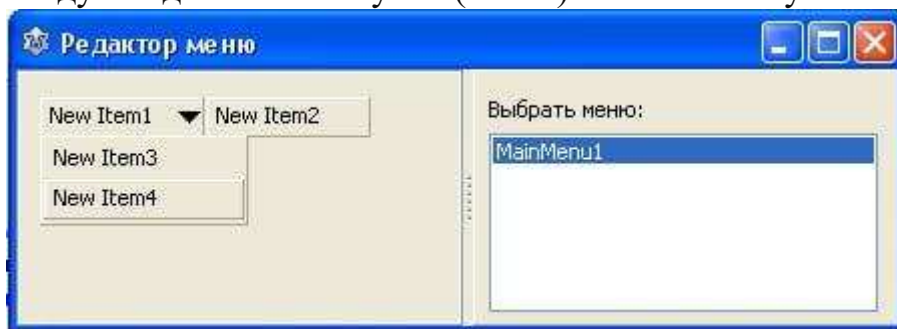 Редактор меню
New Item1 New Item2
New Item3
New Item4
Выбрать меню:
MainMenu1